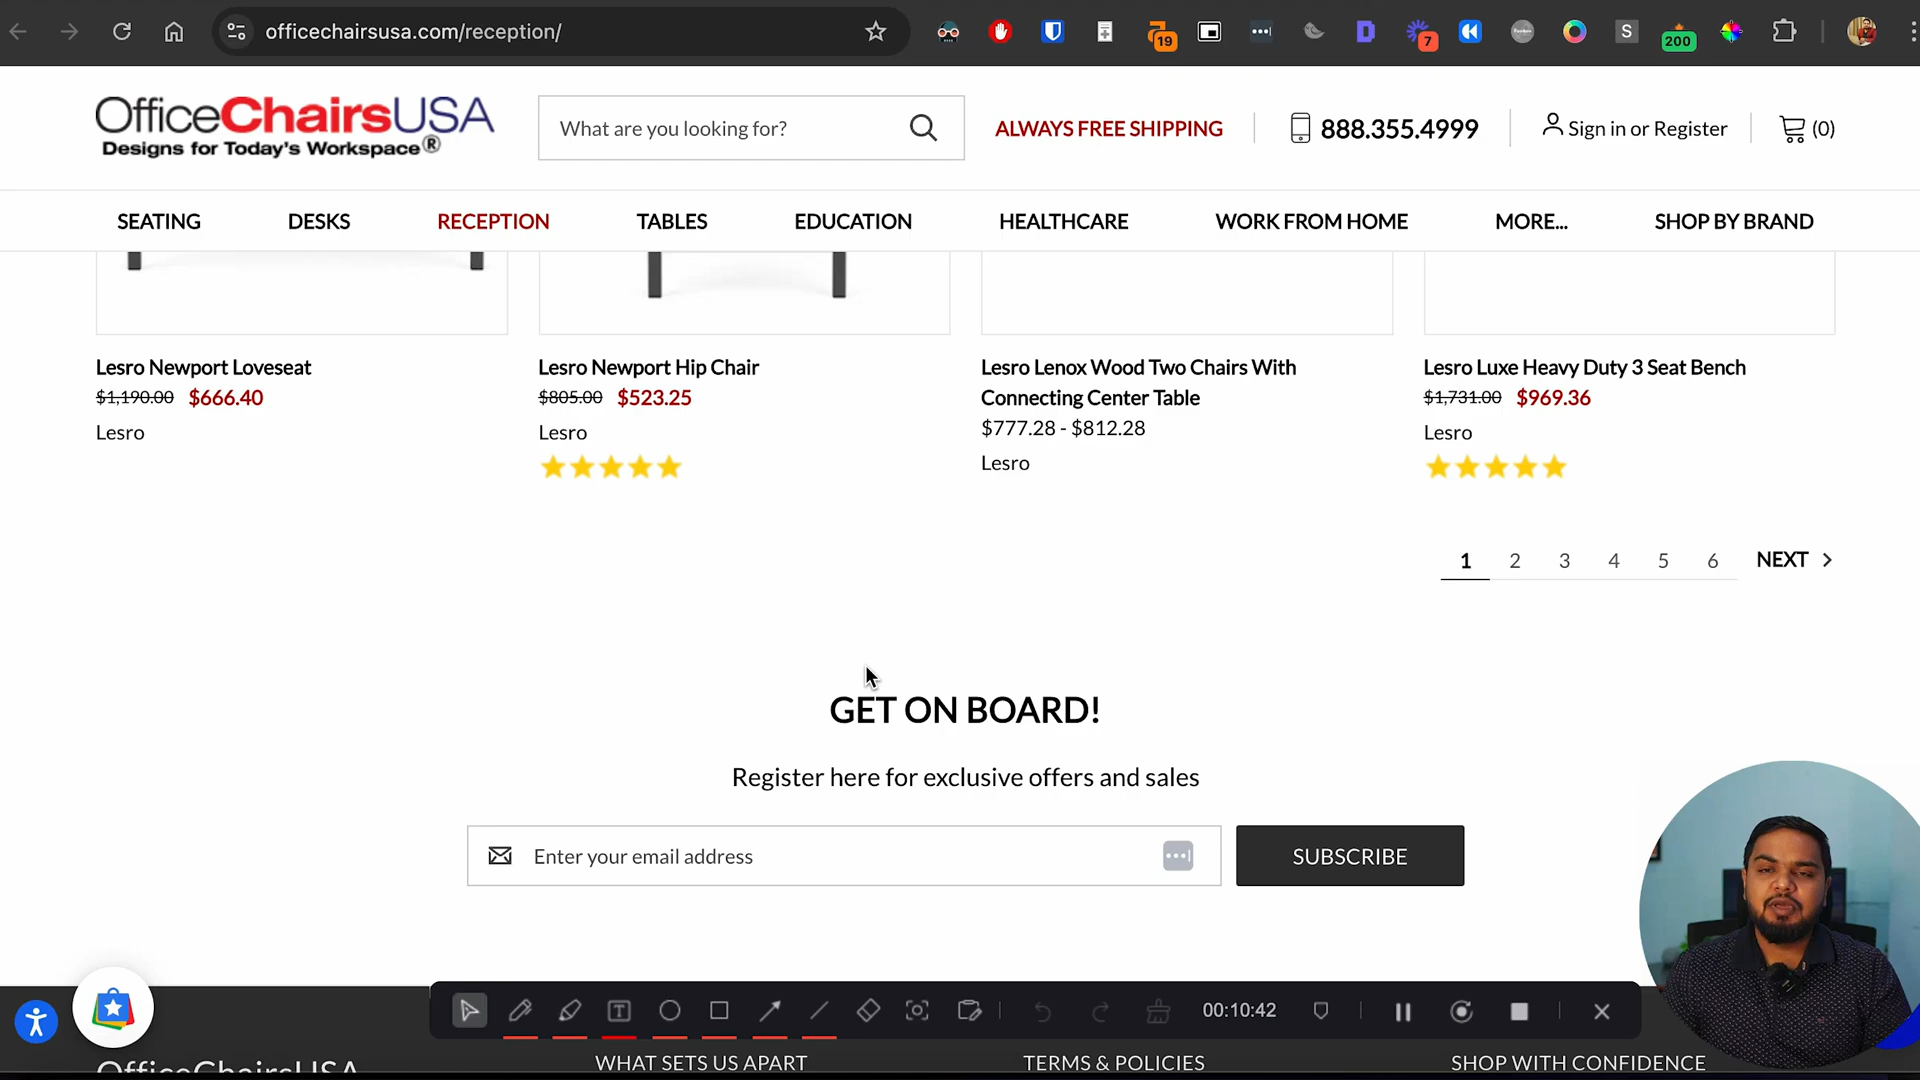 officechairsusa.com/reception/
19
7
S
200
OfficeChairsUSA
Designs for Today's Workspace®
What are you looking for?
ALWAYS FREE SHIPPING
888.355.4999
Sign in or Register
(0)
SEATING
DESKS
RECEPTION
TABLES
EDUCATION
HEALTHCARE
WORK FROM HOME
MORE...
SHOP BY BRAND
Lesro Newport Loveseat
$1,190.00 $666.40
Lesro
Lesro Newport Hip Chair
$805.00 $523.25
Lesro
Lesro Lenox Wood Two Chairs With
Connecting Center Table
$777.28 - $812.28
Lesro
Lesro Luxe Heavy Duty 3 Seat Bench
$1,731.00 $969.36
Lesro
1 2 3 4 5 6 NEXT
GET ON BOARD!
Register here for exclusive offers and sales
Enter your email address
SUBSCRIBE
00:10:42
OfficeChairsUSA
WHAT SETS US APART
TERMS & POLICIES
SHOP WITH CONFIDENCE